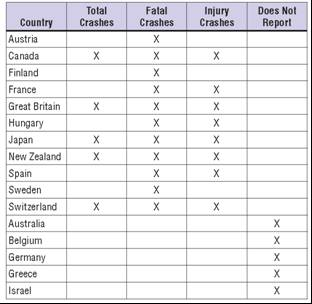 Country Total Crashes Fatal Crashes Injury Crashes Does Not Report
Austria X
Canada X X X
Finland X
France X X
Great Britain X X X
Hungary X X
Japan X X X
New Zealand X X X
Spain X X
Sweden X
Switzerland X X X
Australia X
Belgium X
Germany X
Greece X
Israel X